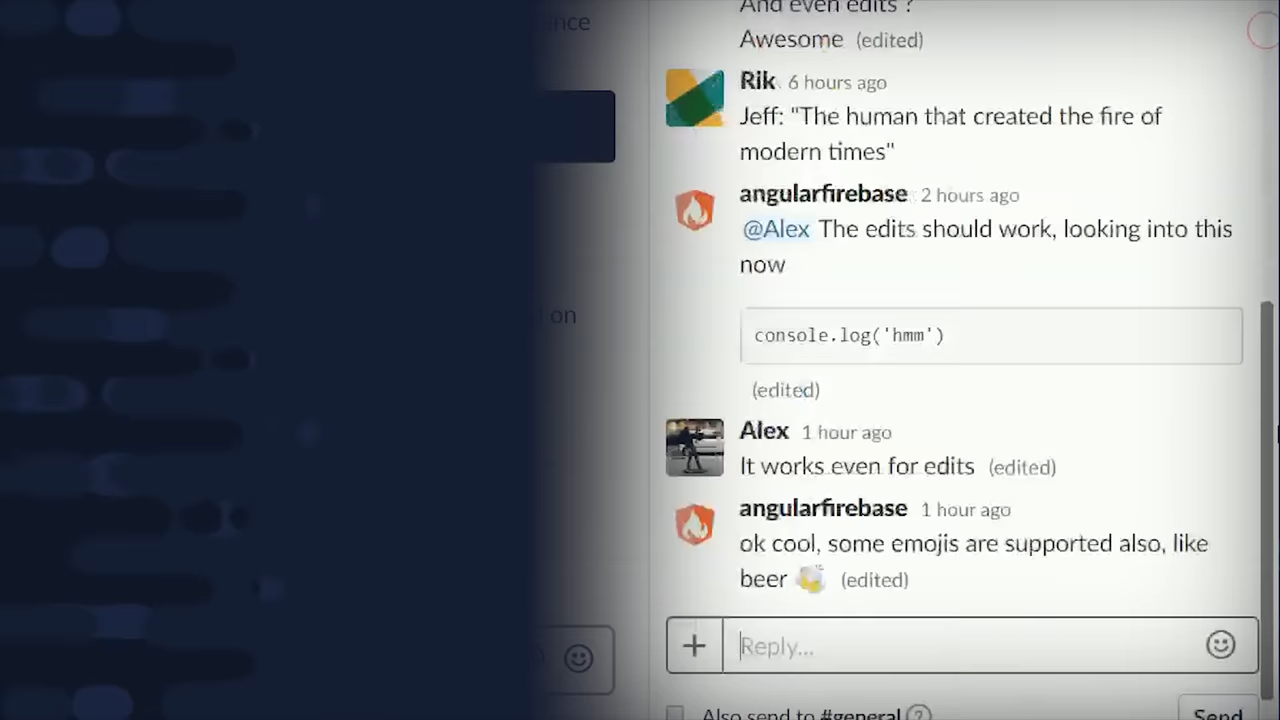 ence
on
And even edits ?
Awesome (edited)
Rik 6 hours ago
Jeff: "The human that created the fire of
modern times"
angularfirebase 2 hours ago
@Alex The edits should work, looking into this
now
console.log('hmm')
(edited)
Alex 1 hour ago
It works even for edits (edited)
angularfirebase 1 hour ago
ok cool, some emojis are supported also, like
beer 🍺 (edited)
+ Reply...
Also send to #general ?
Send